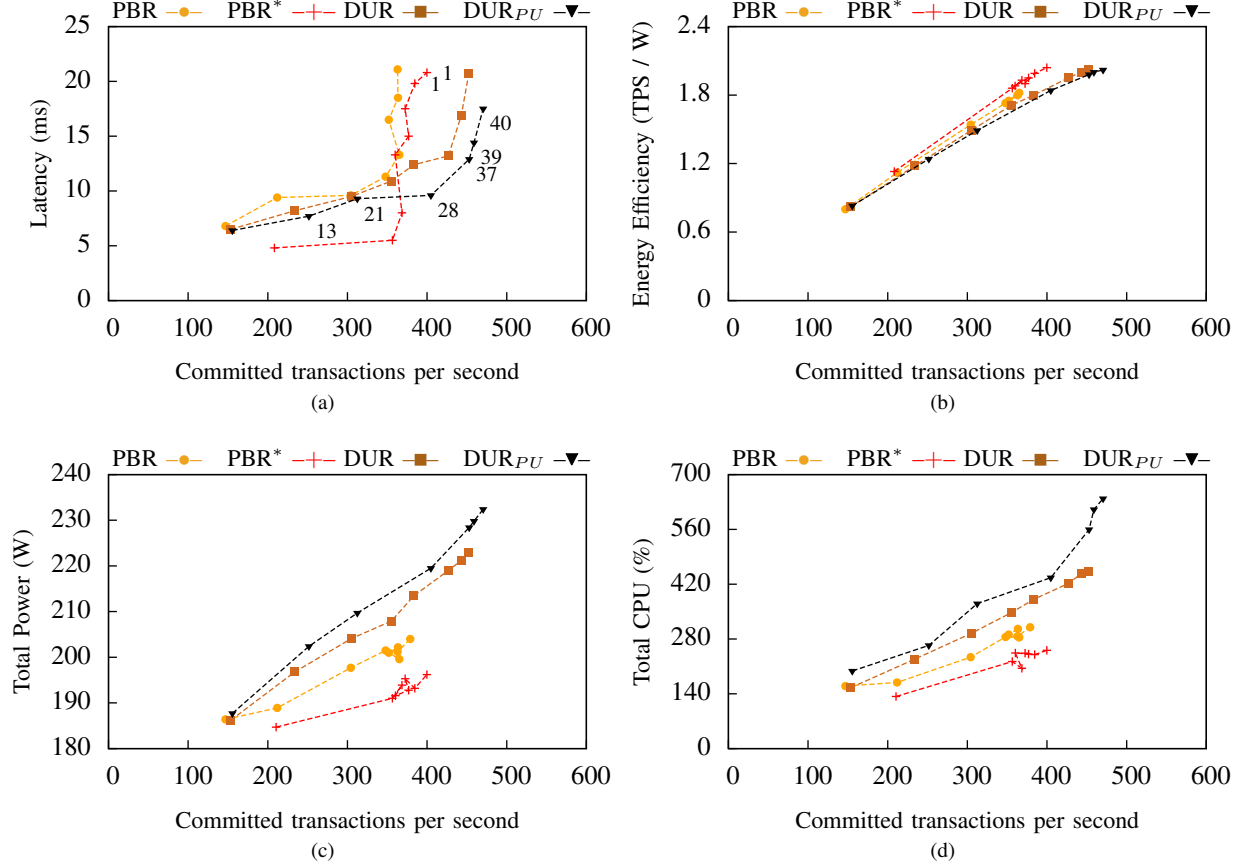 PBR PBR* DUR DUR_PU
25
20
15
10
5
0
Latency (ms)
1
1
40
39
37
28
21
13
0 100 200 300 400 500 600
Committed transactions per second
(a)
PBR PBR* DUR DUR_PU
2.4
1.8
1.2
0.6
0
Energy Efficiency (TPS / W)
0 100 200 300 400 500 600
Committed transactions per second
(b)
PBR PBR* DUR DUR_PU
240
230
220
210
200
190
180
Total Power (W)
0 100 200 300 400 500 600
Committed transactions per second
(c)
PBR PBR* DUR DUR_PU
700
560
420
280
140
0
Total CPU (%)
0 100 200 300 400 500 600
Committed transactions per second
(d)